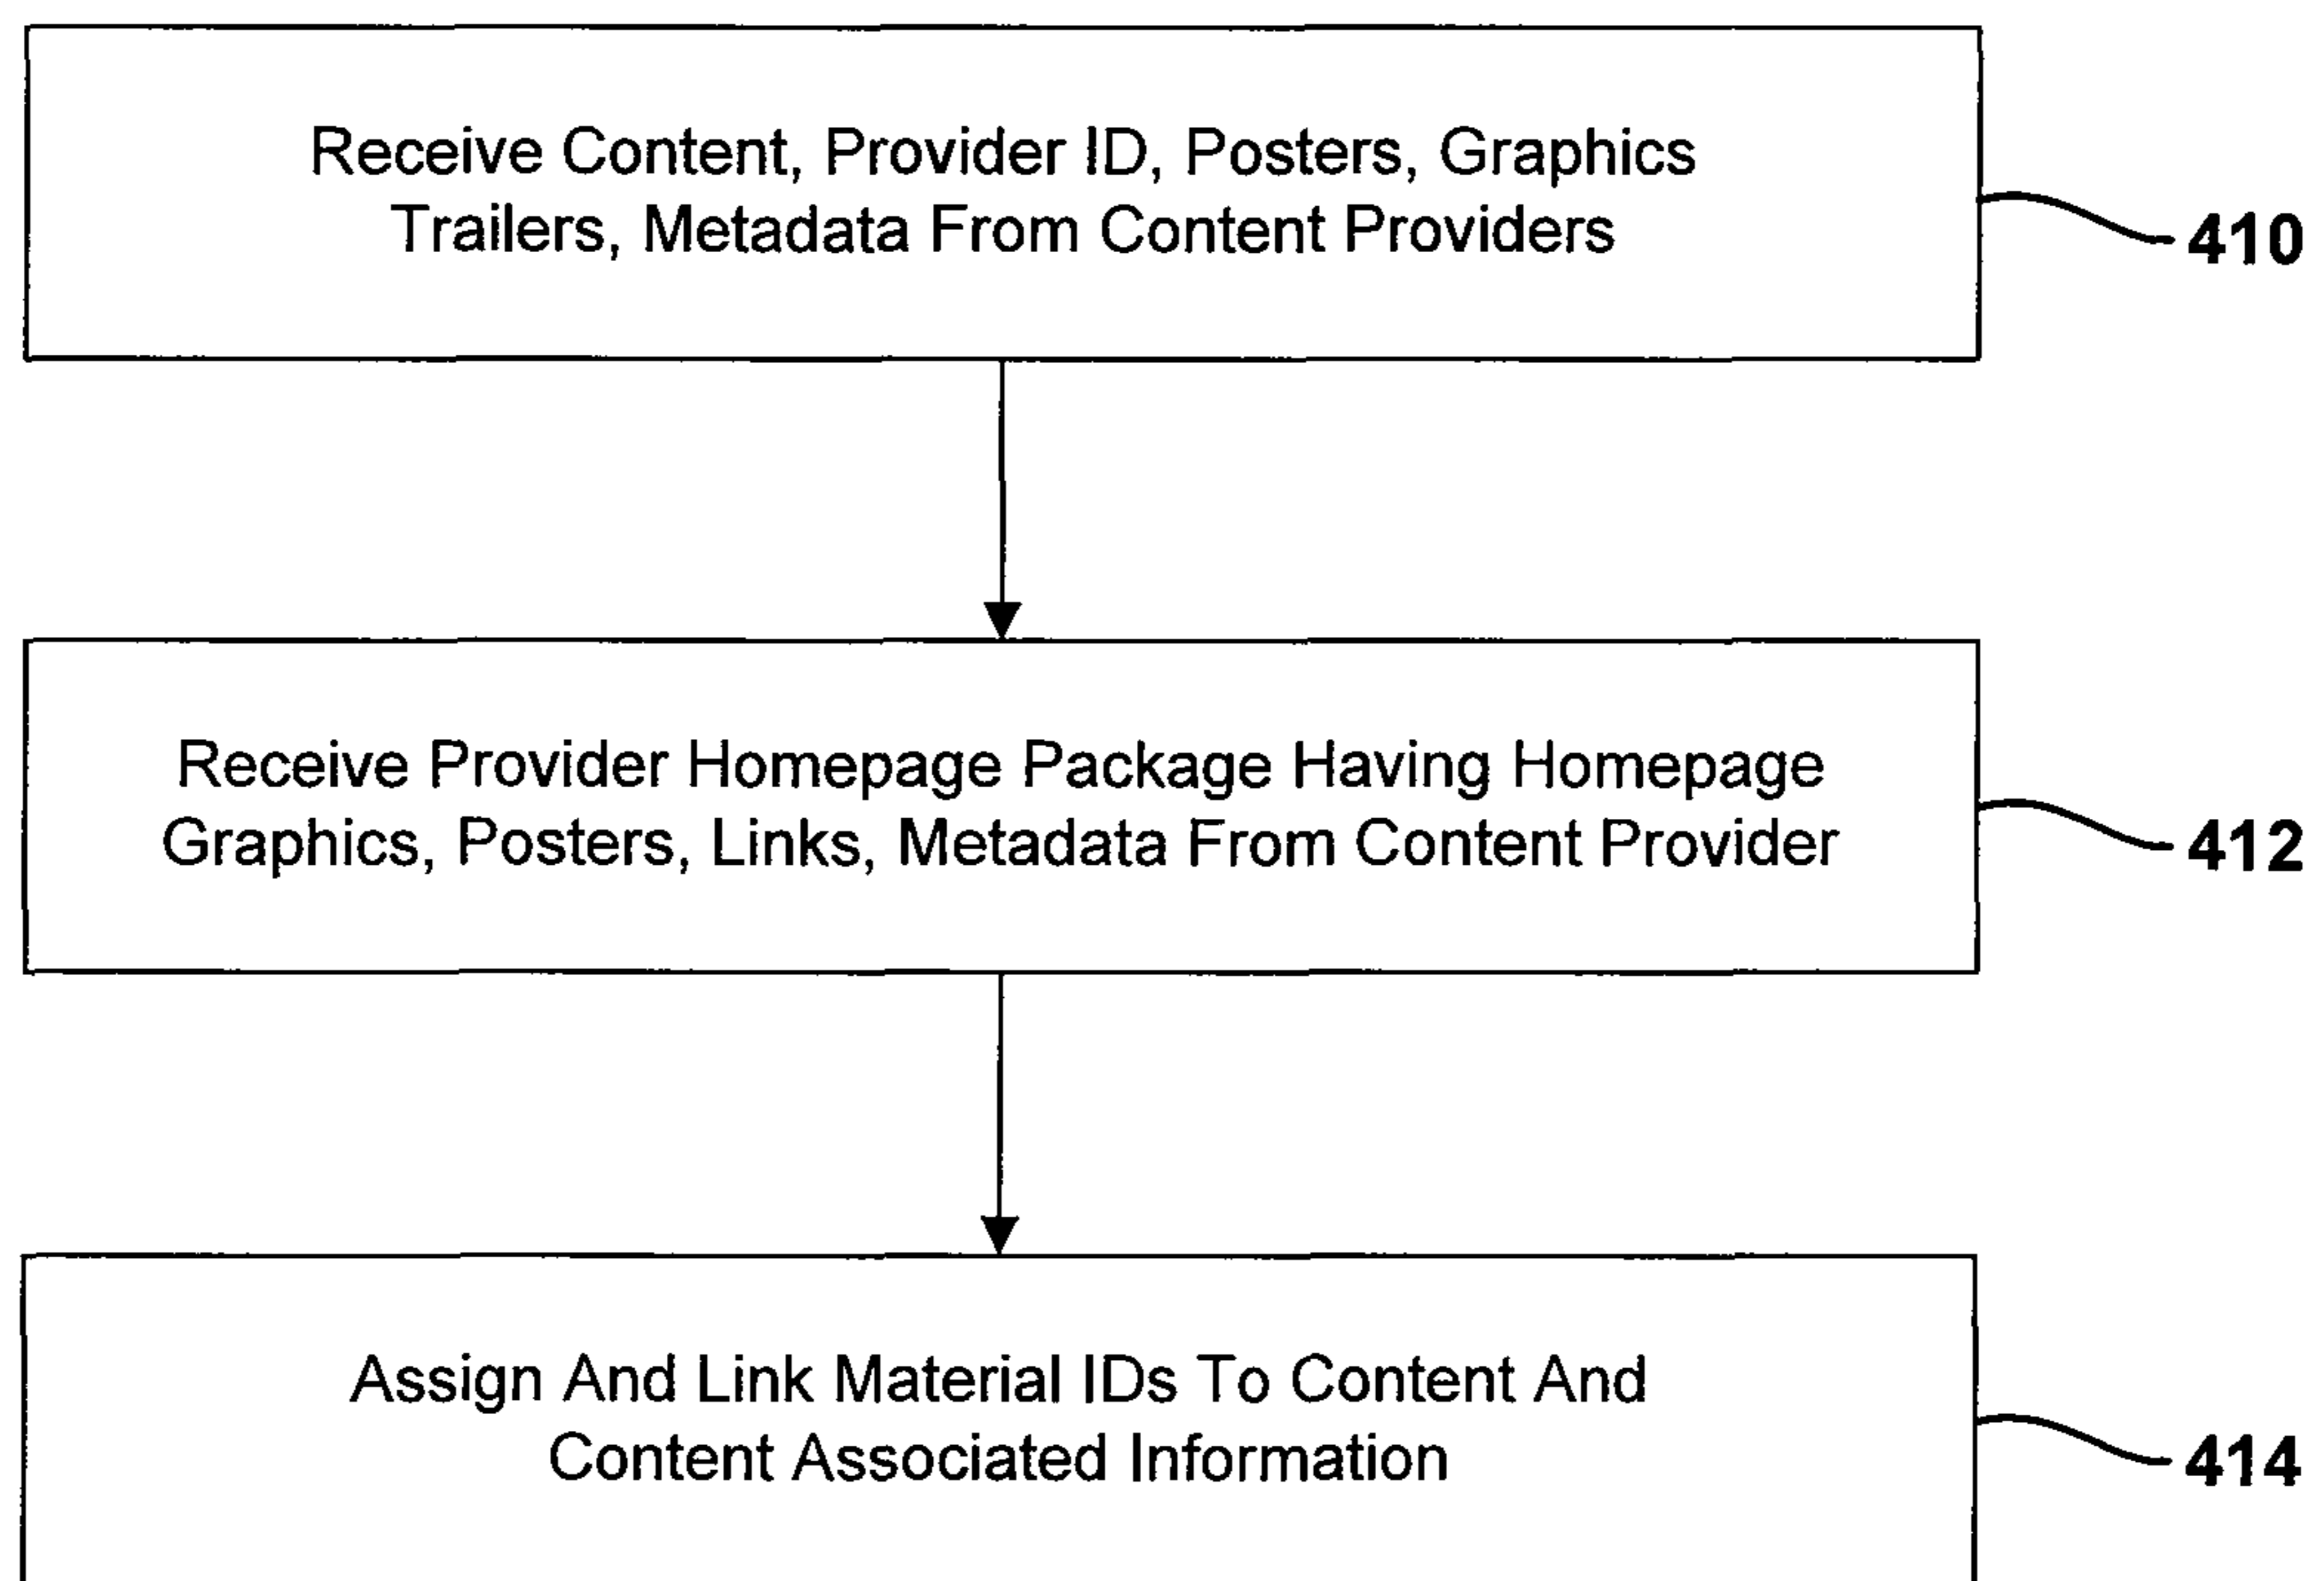 Receive Content, Provider ID, Posters, Graphics
Trailers, Metadata From Content Providers
410
Receive Provider Homepage Package Having Homepage
Graphics, Posters, Links, Metadata From Content Provider
412
Assign And Link Material IDs To Content And
Content Associated Information
414